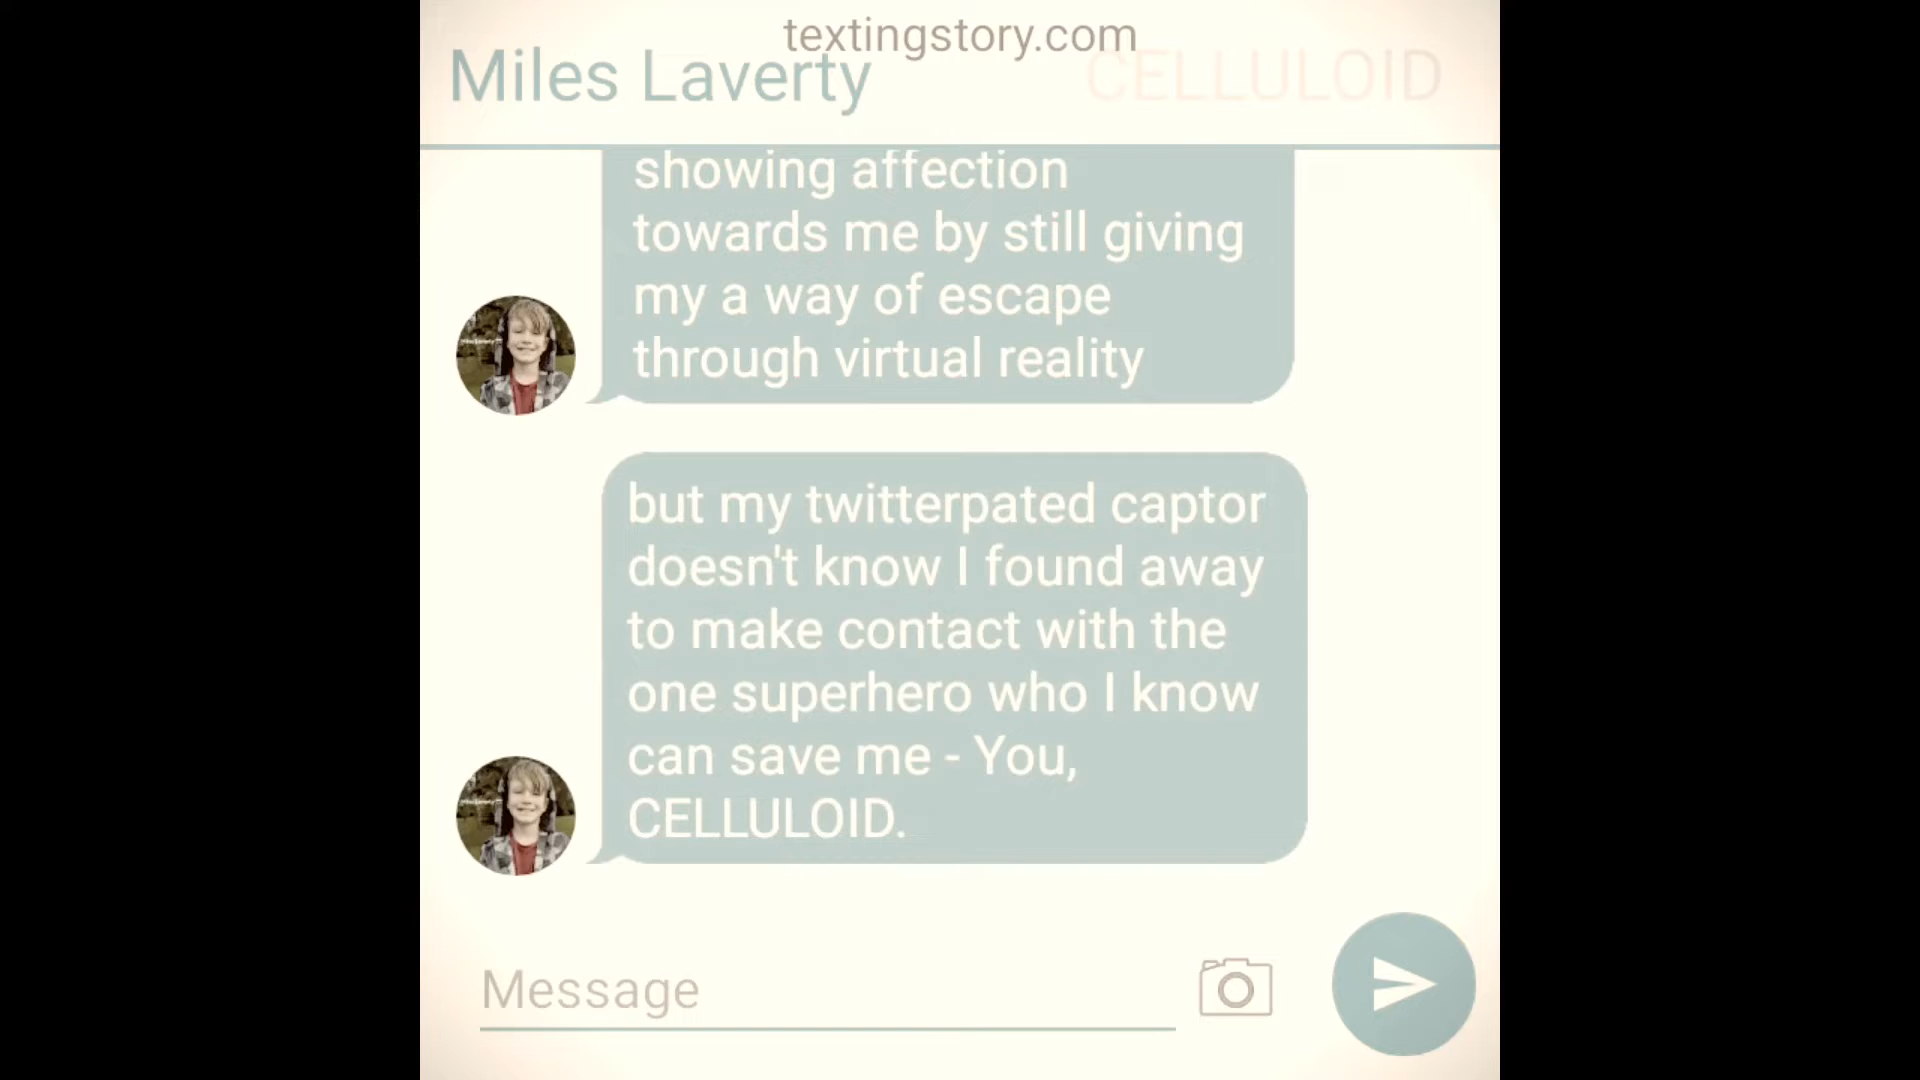 textingstory.com
Miles Laverty CELLULOID
showing affection
towards me by still giving
my a way of escape
through virtual reality
but my twitterpated captor
doesn't know I found away
to make contact with the
one superhero who I know
can save me - You,
CELLULOID.
Message